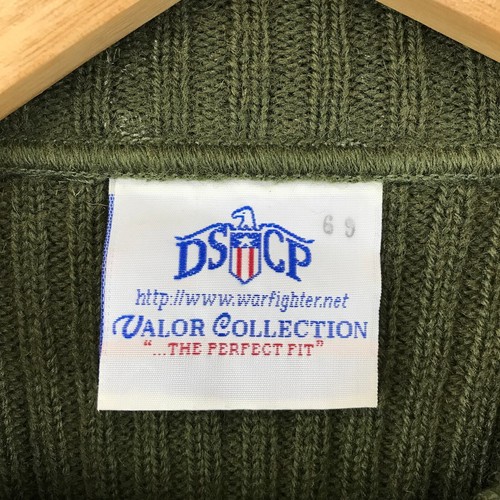 69
DSCP
http://www.warfighter.net
VALOR COLLECTION
"...THE PERFECT FIT"